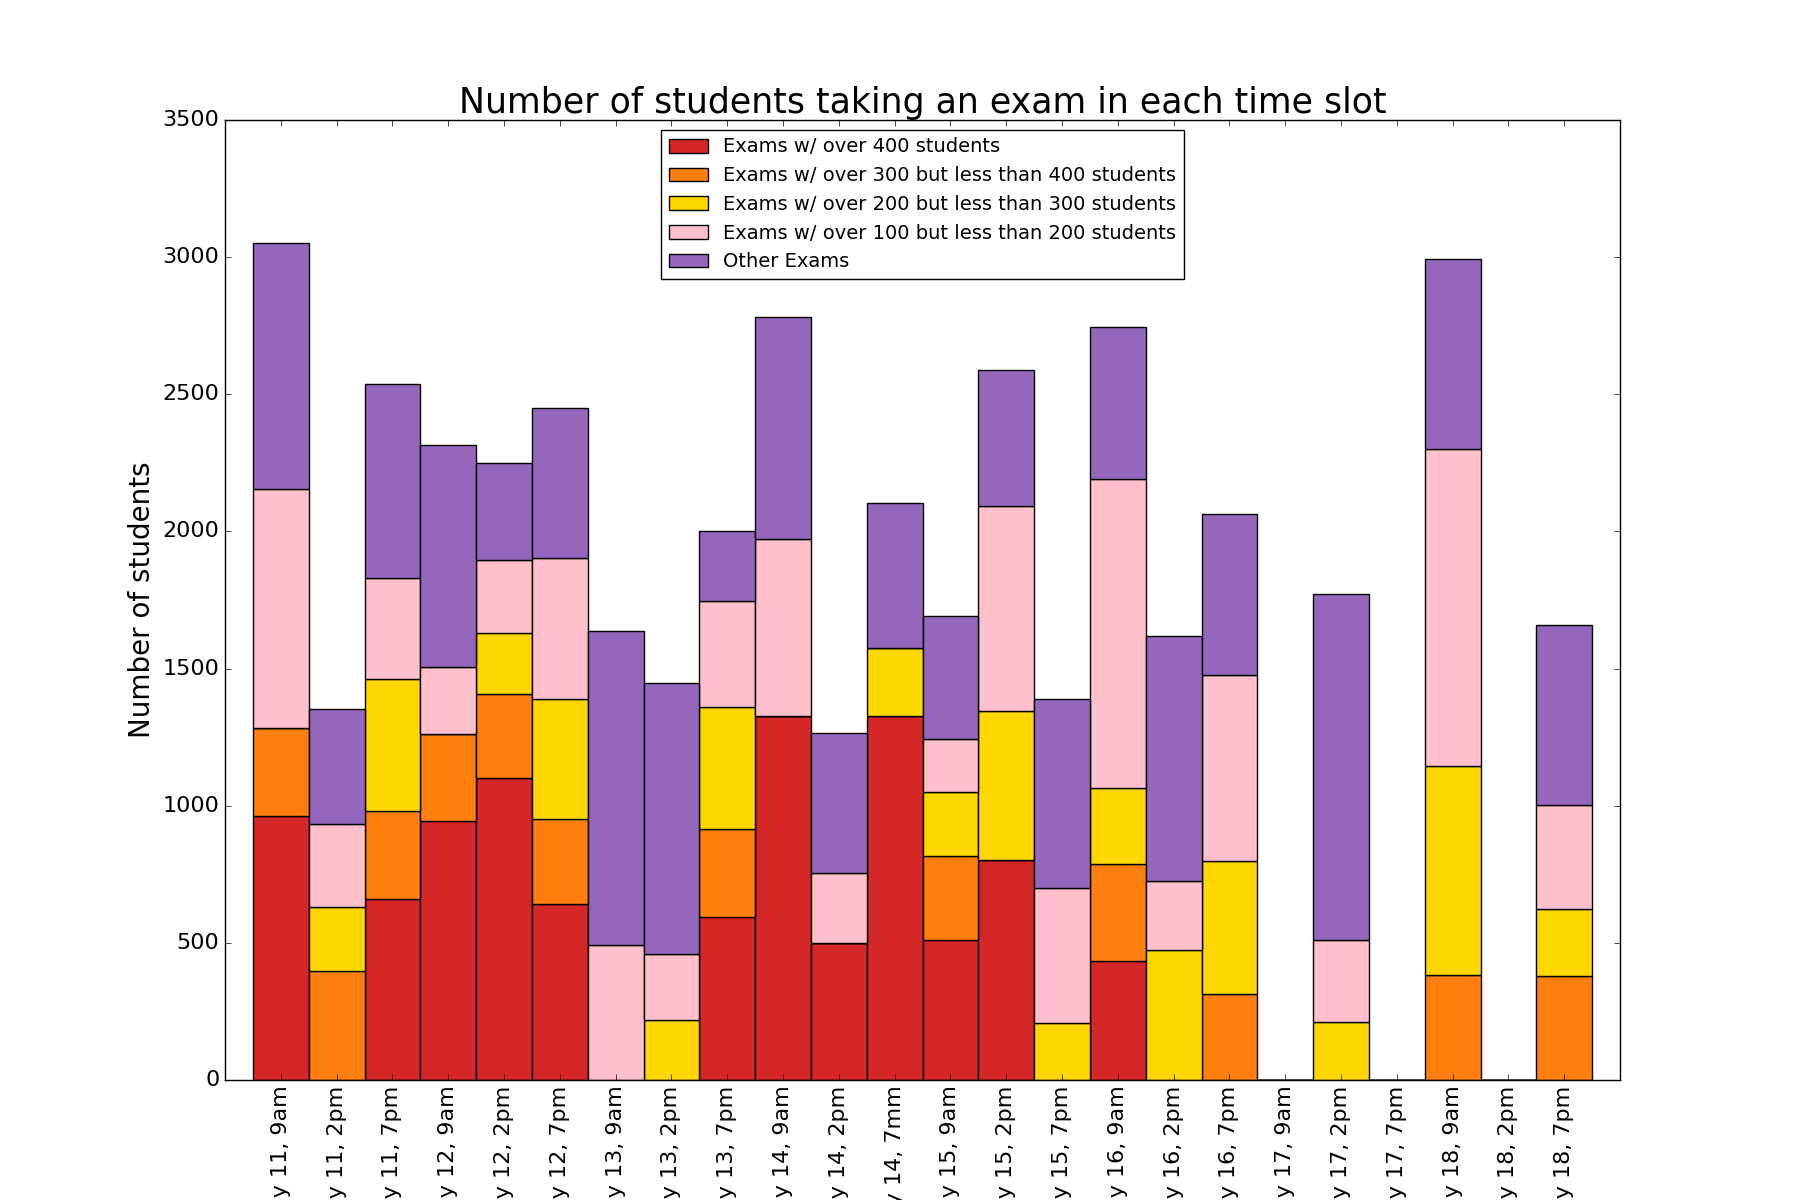 Number of students taking an exam in each time slot
Exams w/ over 400 students
Exams w/ over 300 but less than 400 students
Exams w/ over 200 but less than 300 students
Exams w/ over 100 but less than 200 students
Other Exams
Number of students
3500
3000
2500
2000
1500
1000
500
0
y 11, 9am
y 11, 2pm
y 11, 7pm
y 12, 9am
y 12, 2pm
y 12, 7pm
y 13, 9am
y 13, 2pm
y 13, 7pm
y 14, 9am
y 14, 2pm
y 14, 7mm
y 15, 9am
y 15, 2pm
y 15, 7pm
y 16, 9am
y 16, 2pm
y 16, 7pm
y 17, 9am
y 17, 2pm
y 17, 7pm
y 18, 9am
y 18, 2pm
y 18, 7pm